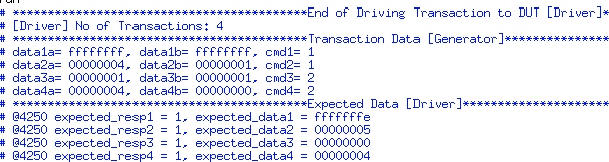 # ****************************************End of Driving Transaction to DUT [Driver]*
# [Driver] No of Transactions: 4
# ****************************************Transaction Data [Generator]**************
# data1a= ffffffff, data1b= ffffffff, cmd1= 1
# data2a= 00000004, data2b= 00000001, cmd2= 1
# data3a= 00000001, data3b= 00000001, cmd3= 2
# data4a= 00000004, data4b= 00000000, cmd4= 2
# ****************************************Expected Data [Driver]********************
# @4250 expected_resp1 = 1, expected_data1 = fffffffe
# @4250 expected_resp2 = 1, expected_data2 = 00000005
# @4250 expected_resp3 = 1, expected_data3 = 00000000
# @4250 expected_resp4 = 1, expected_data4 = 00000004